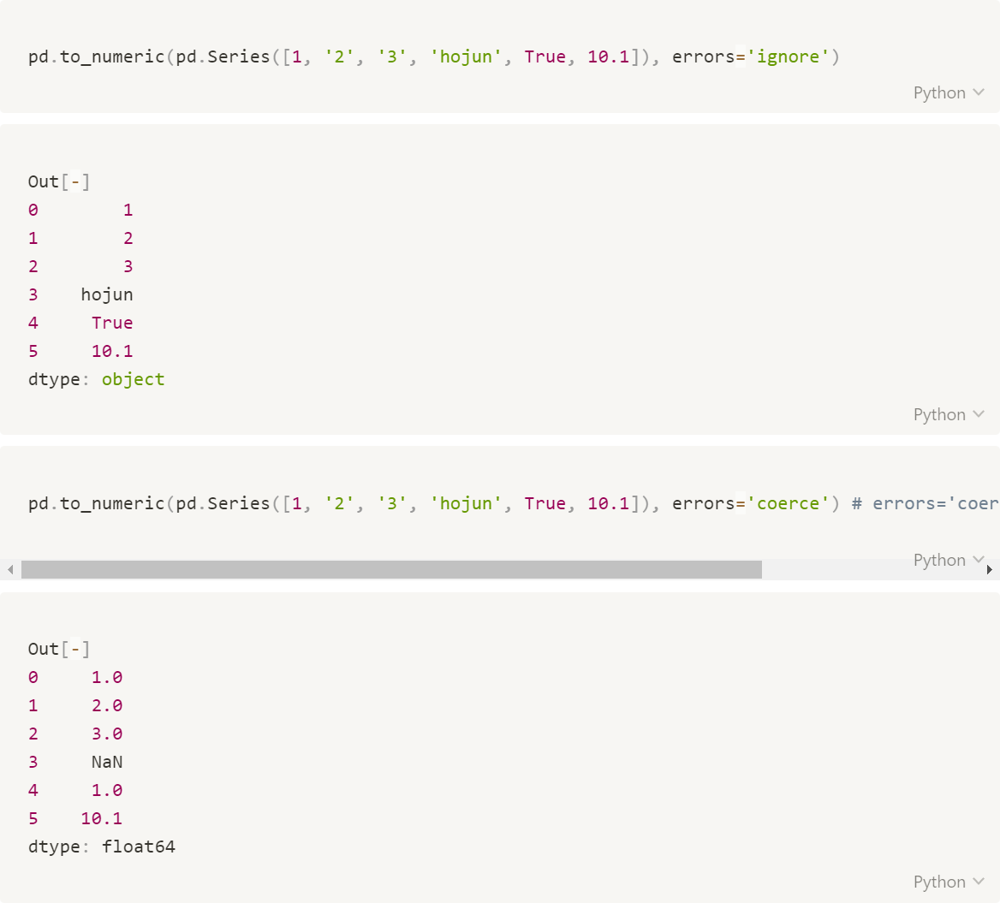 pd.to_numeric(pd.Series([1, '2', '3', 'hojun', True, 10.1]), errors='ignore')
Python
Out[-]
0        1
1        2
2        3
3    hojun
4     True
5     10.1
dtype: object
Python
pd.to_numeric(pd.Series([1, '2', '3', 'hojun', True, 10.1]), errors='coerce') # errors='coer
Python
Out[-]
0     1.0
1     2.0
2     3.0
3     NaN
4     1.0
5    10.1
dtype: float64
Python